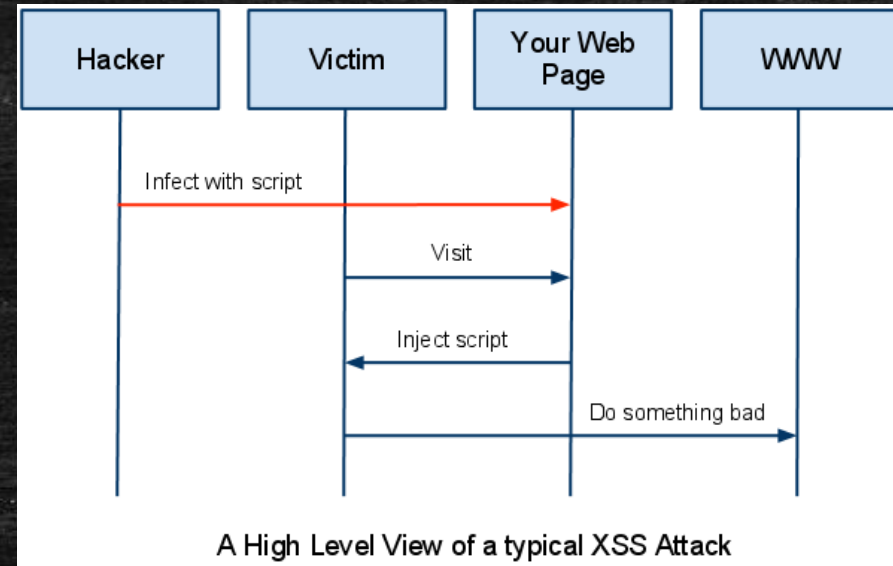 Hacker
Victim
Your Web
Page
WWW
Infect with script
Visit
Inject script
Do something bad
A High Level View of a typical XSS Attack